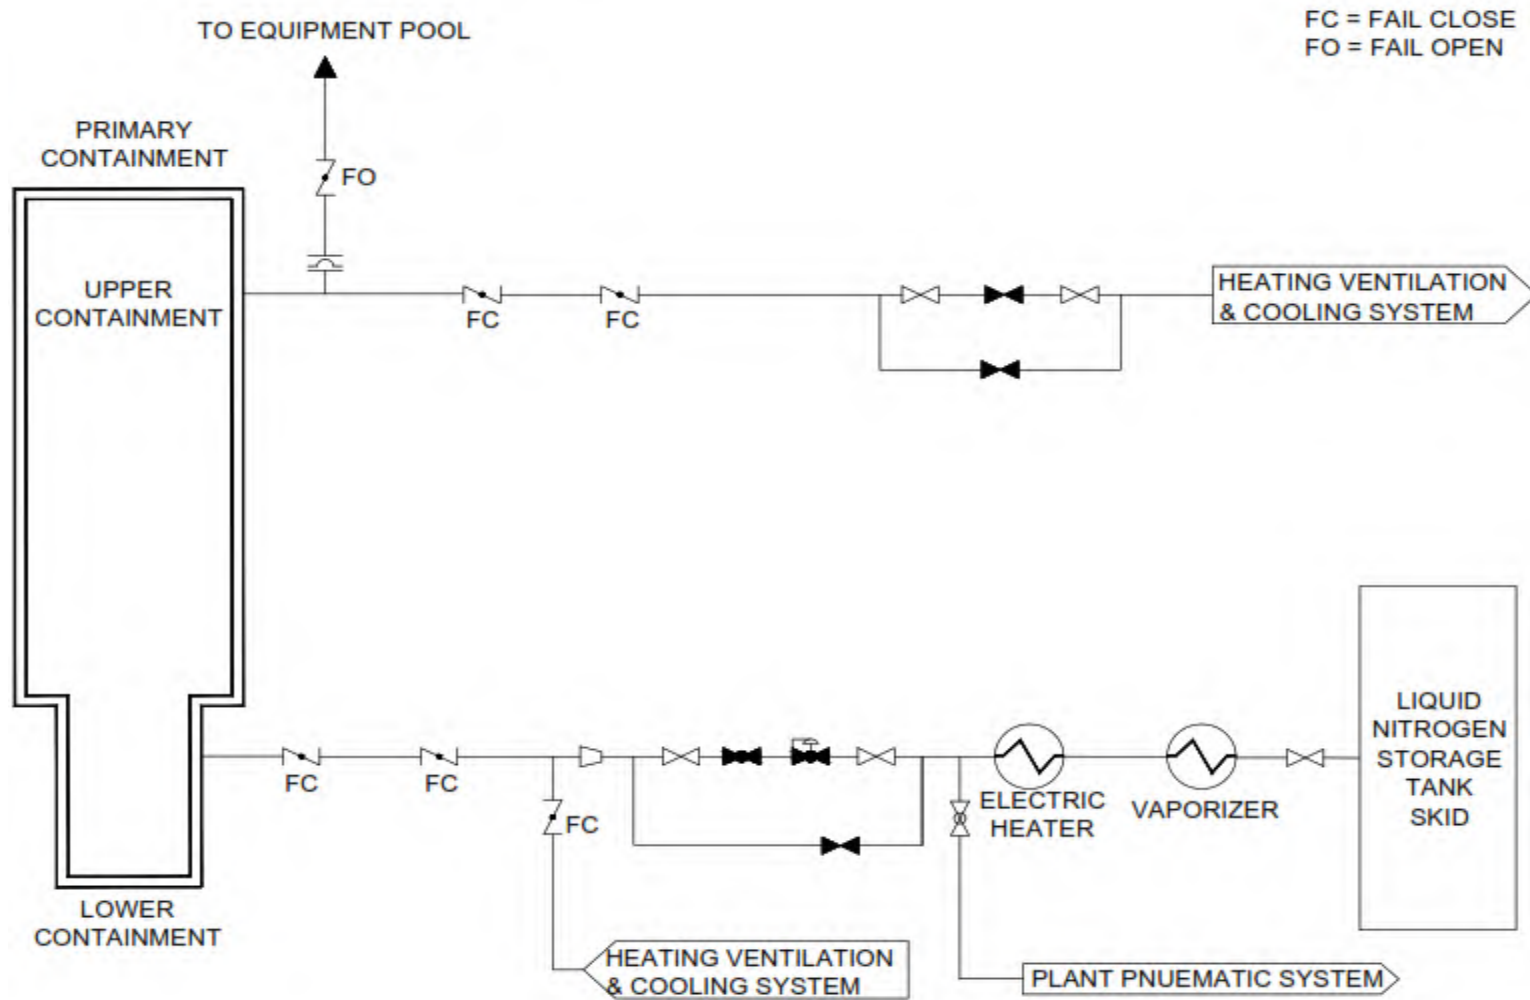 FC = FAIL CLOSE
FO = FAIL OPEN
TO EQUIPMENT POOL
PRIMARY
CONTAINMENT
FO
UPPER
CONTAINMENT
FC
FC
HEATING VENTILATION
& COOLING SYSTEM
FC
FC
FC
ELECTRIC
HEATER
VAPORIZER
LIQUID
NITROGEN
STORAGE
TANK
SKID
LOWER
CONTAINMENT
HEATING VENTILATION
& COOLING SYSTEM
PLANT PNUEMATIC SYSTEM